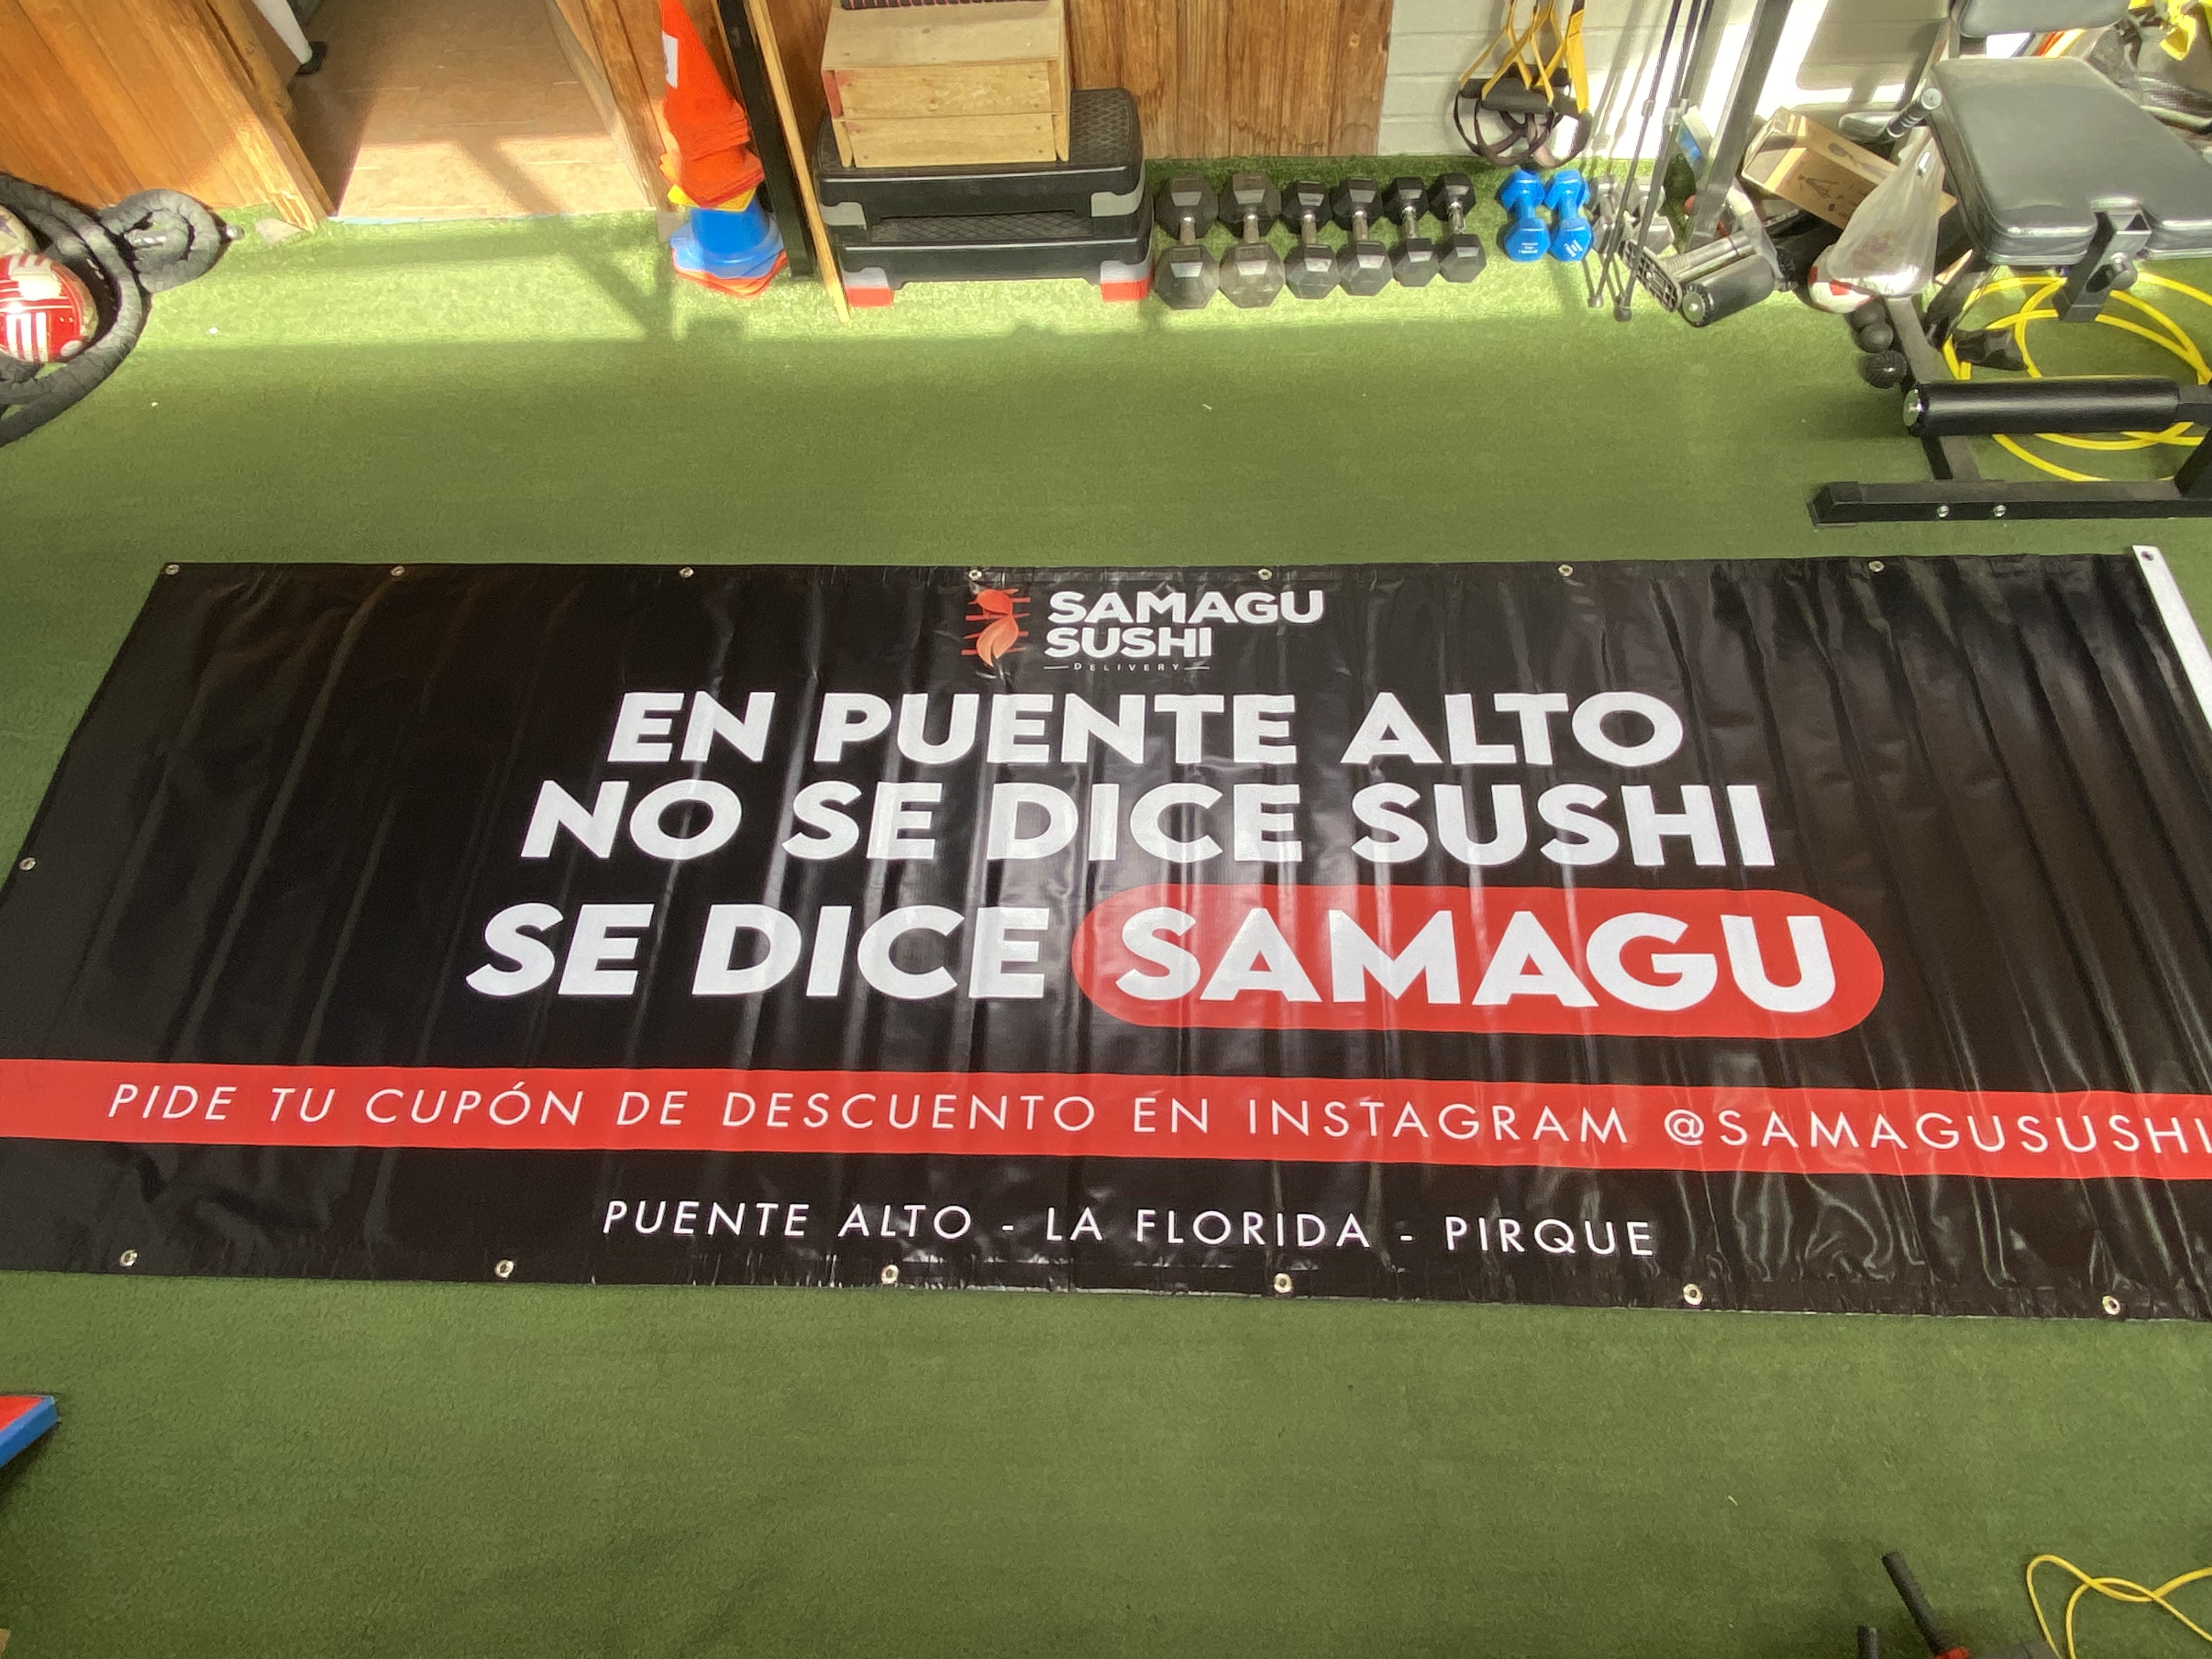 SAMAGU
SUSHI
DELIVERY
EN PUENTE ALTO
NO SE DICE SUSHI
SE DICE SAMAGU
PIDE TU CUPÓN DE DESCUENTO EN INSTAGRAM @SAMAGUSUSHI
PUENTE ALTO - LA FLORIDA - PIRQUE